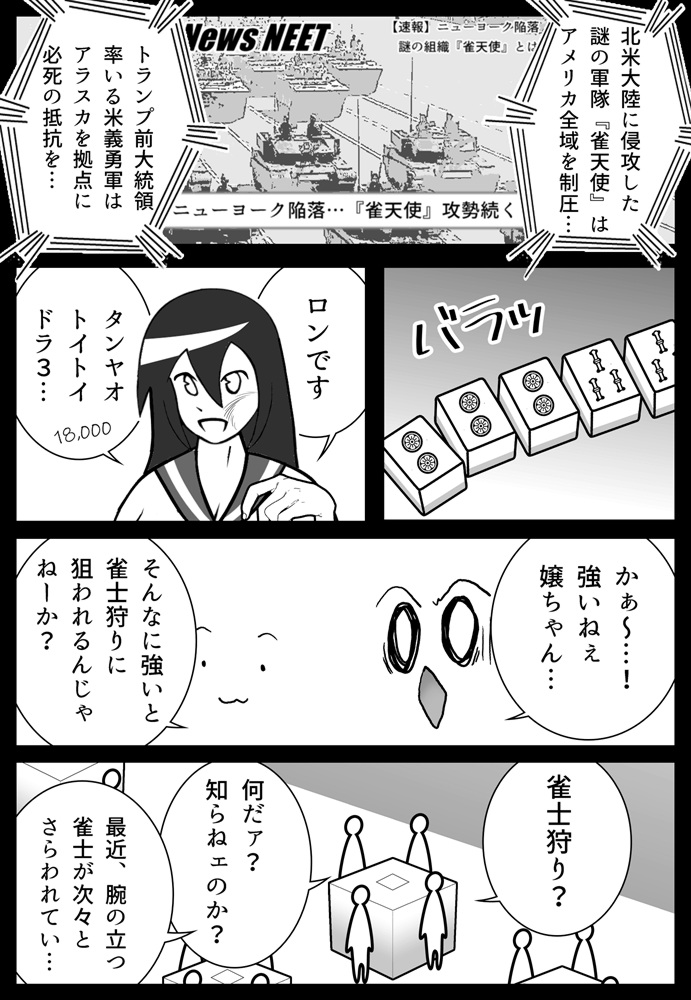 北米大陸に侵攻した
謎の軍隊『雀天使』は
アメリカ全域を制圧…
News NEET
【速報】ニューヨーク陥落
謎の組織『雀天使』とは
ニューヨーク陥落…『雀天使』攻勢続く
トランプ前大統領
率いる米義勇軍は
アラスカを拠点に
必死の抵抗を…
バラッ
ロンです
タンヤオ
トイトイ
ドラ3…
18,000
かぁ〜…!
強いねぇ
嬢ちゃん…
そんなに強いと
雀士狩りに
狙われるんじゃ
ねーか?
雀士狩り?
何だァ?
知らねェのか?
最近、腕の立つ
雀士が次々と
さらわれてい…